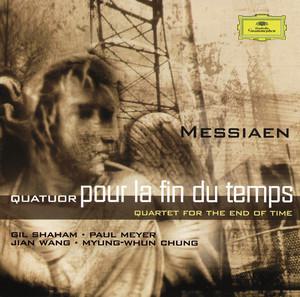 Deutsche
Grammophon
MESSIAEN
QUATUOR pour la fin du temps
QUARTET FOR THE END OF TIME
GIL SHAHAM · PAUL MEYER
JIAN WANG · MYUNG-WHUN CHUNG